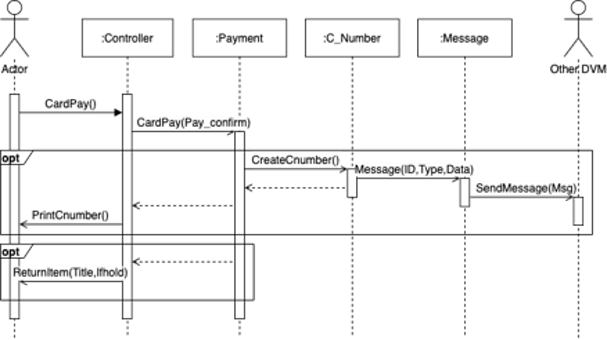 :Controller
:Payment
:C_Number
:Message
Actor
Other DVM
CardPay()
CardPay(Pay_confirm)
opt
CreateCnumber()
Message(ID,Type,Data)
SendMessage(Msg)
PrintCnumber()
opt
ReturnItem(Title,Ifhold)